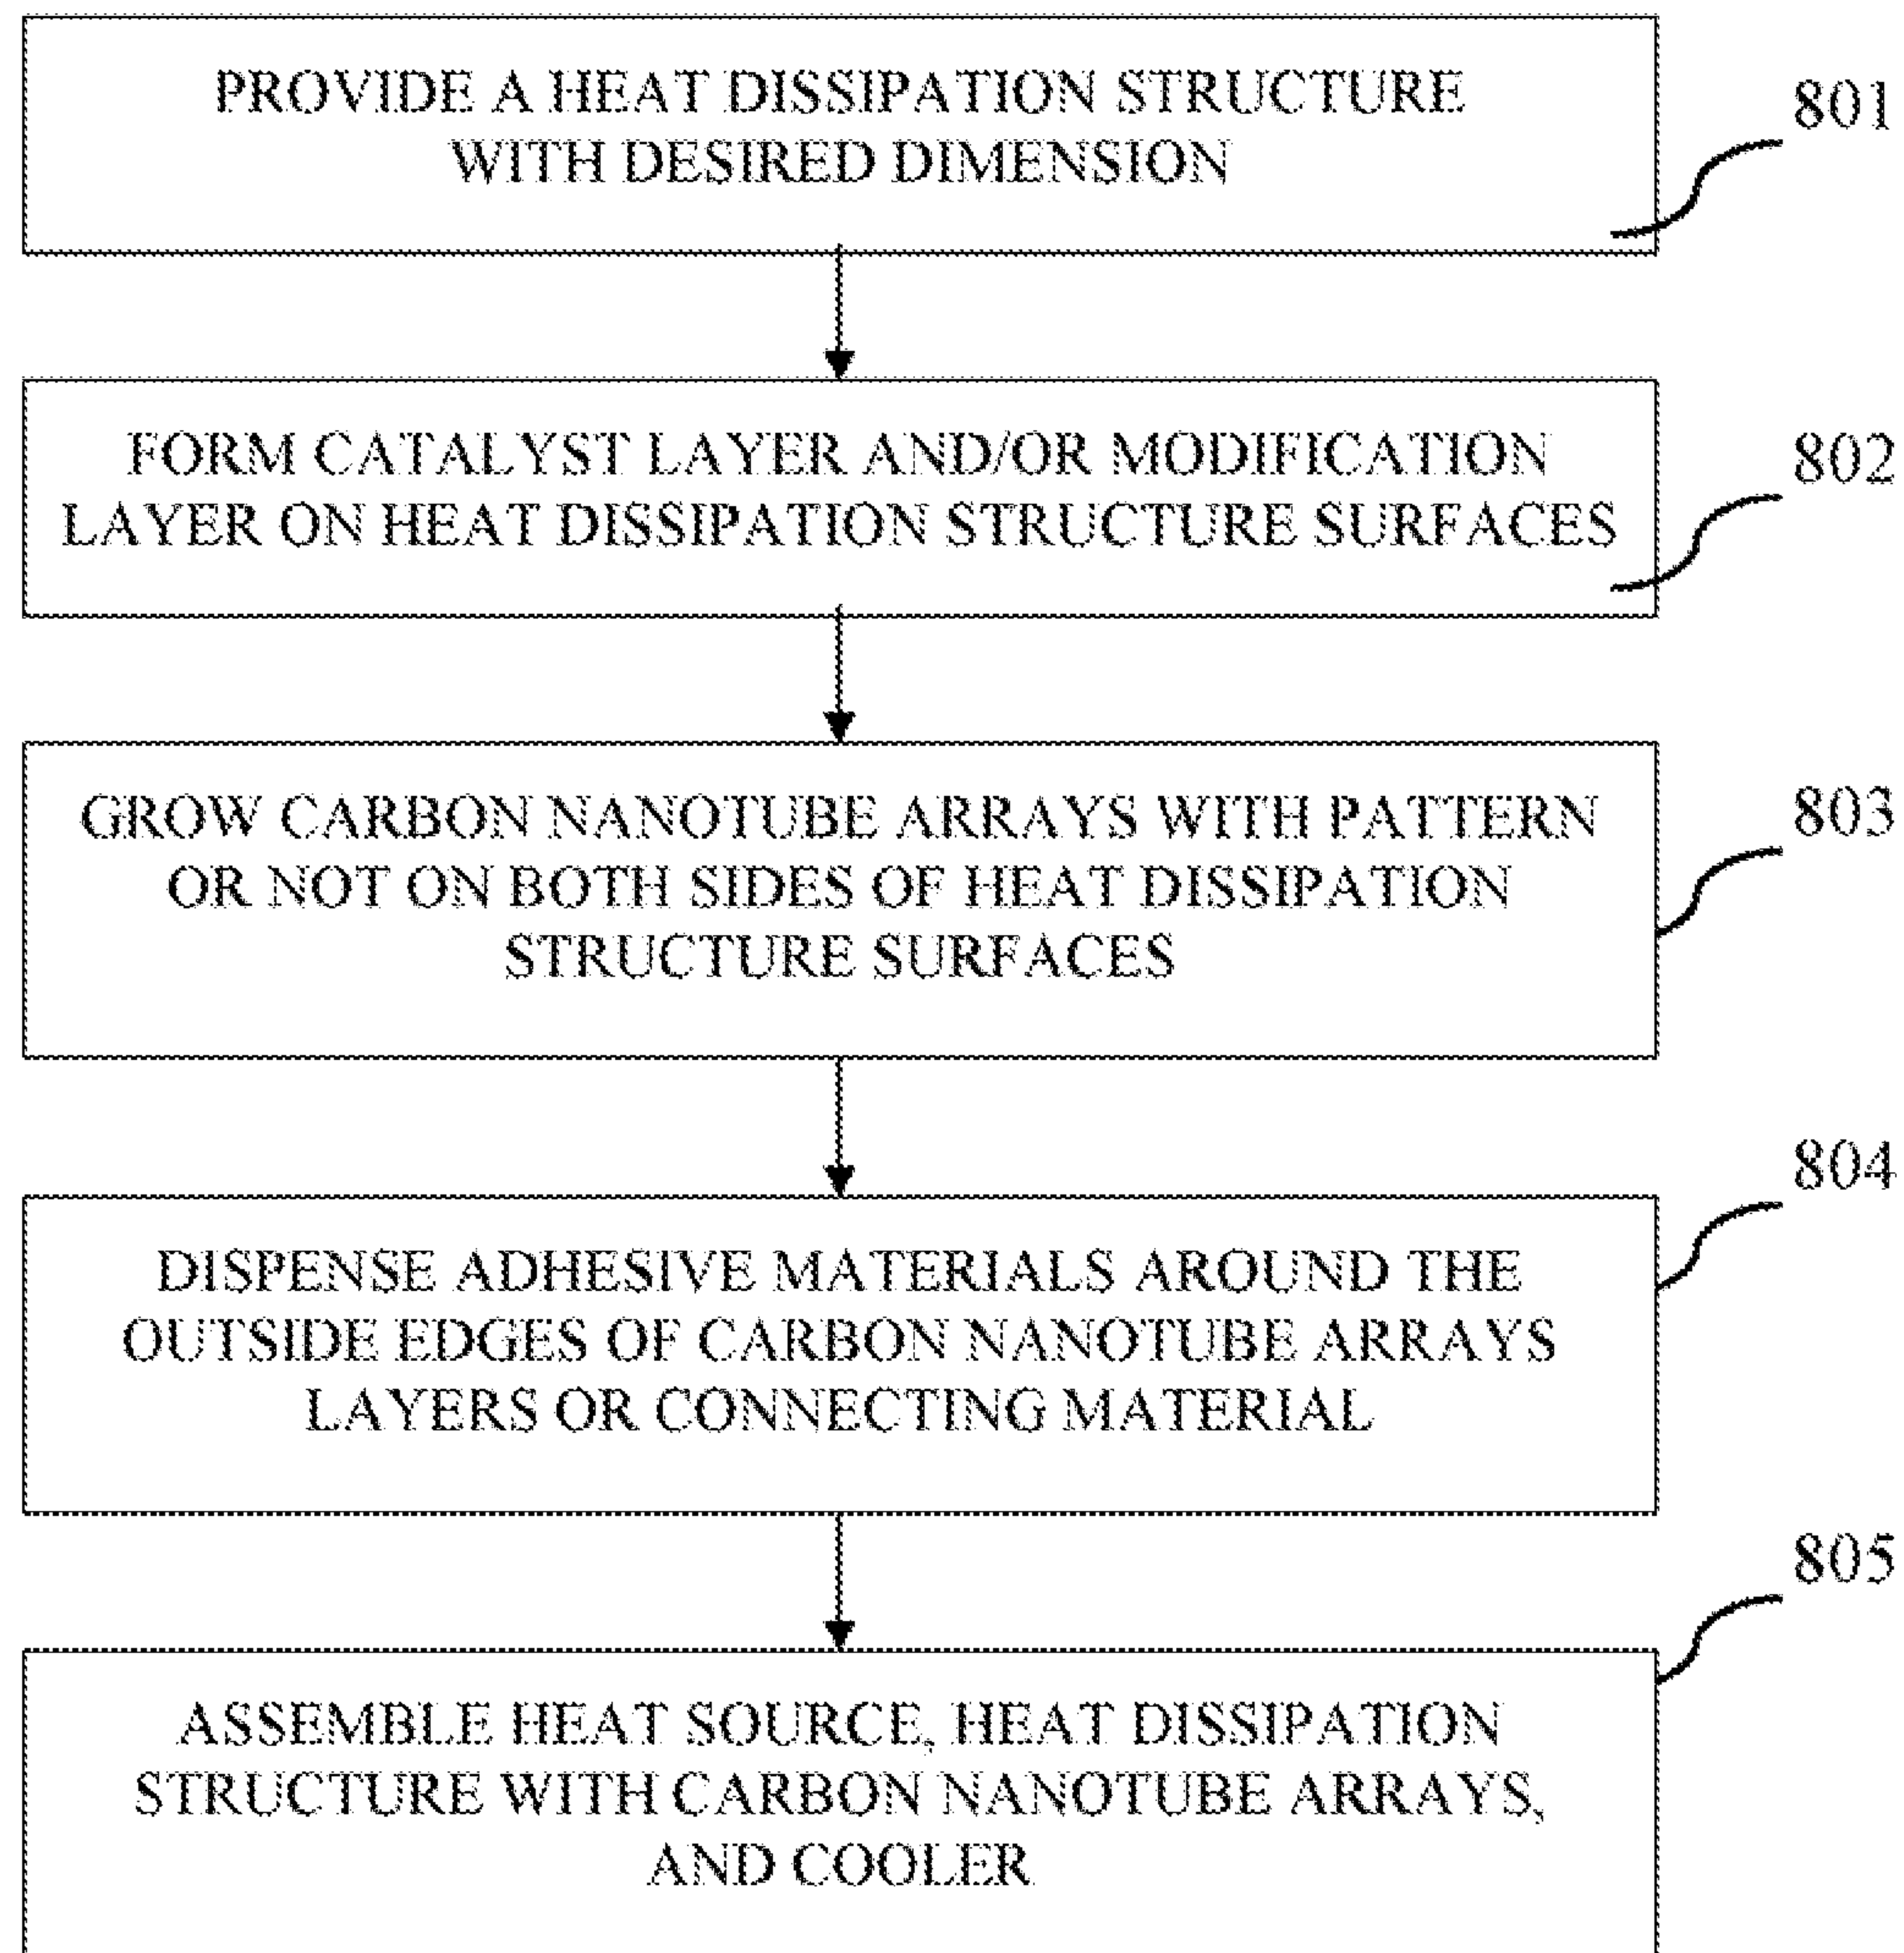 PROVIDE A HEAT DISSIPATION STRUCTURE
WITH DESIRED DIMENSION
801
FORM CATALYST LAYER AND/OR MODIFICATION
LAYER ON HEAT DISSIPATION STRUCTURE SURFACES
802
GROW CARBON NANOTUBE ARRAYS WITH PATTERN
OR NOT ON BOTH SIDES OF HEAT DISSIPATION
STRUCTURE SURFACES
803
DISPENSE ADHESIVE MATERIALS AROUND THE
OUTSIDE EDGES OF CARBON NANOTUBE ARRAYS
LAYERS OR CONNECTING MATERIAL
804
ASSEMBLE HEAT SOURCE, HEAT DISSIPATION
STRUCTURE WITH CARBON NANOTUBE ARRAYS,
AND COOLER
805